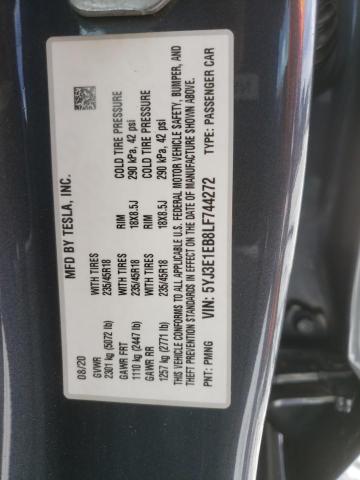 MFD BY TESLA, INC.
08/20
GVWR
2301 kg (5072 lb)
GAWR FRT WITH TIRES RIM COLD TIRE PRESSURE
1110 kg (2447 lb) 235/45R18 18X8.5J 290 kPa, 42 psi
GAWR RR WITH TIRES RIM COLD TIRE PRESSURE
1257 kg (2771 lb) 235/45R18 18X8.5J 290 kPa, 42 psi
THIS VEHICLE CONFORMS TO ALL APPLICABLE U.S. FEDERAL MOTOR VEHICLE SAFETY, BUMPER, AND
THEFT PREVENTION STANDARDS IN EFFECT ON THE DATE OF MANUFACTURE SHOWN ABOVE.
VIN: 5YJ3E1EB8LF744272 TYPE: PASSENGER CAR
PNT: PMNG